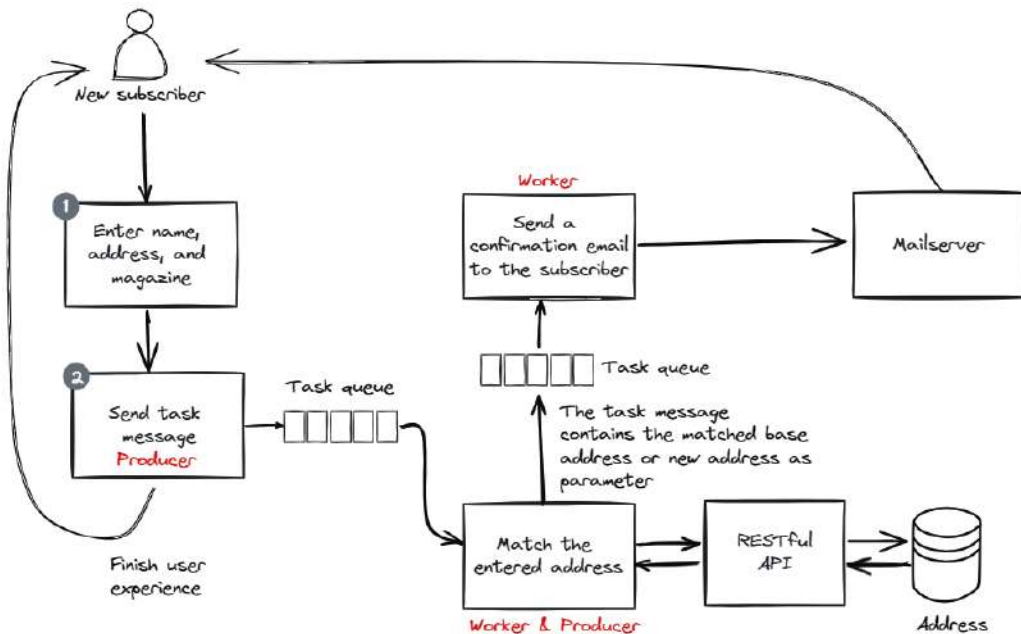 New subscriber
1
Enter name,
address, and
magazine
2
Send task
message
Producer
Finish user
experience
Task queue
Worker
Send a
confirmation email
to the subscriber
Mailserver
Task queue
The task message
contains the matched base
address or new address as
parameter
Match the
entered address
Worker & Producer
RESTful
API
Address